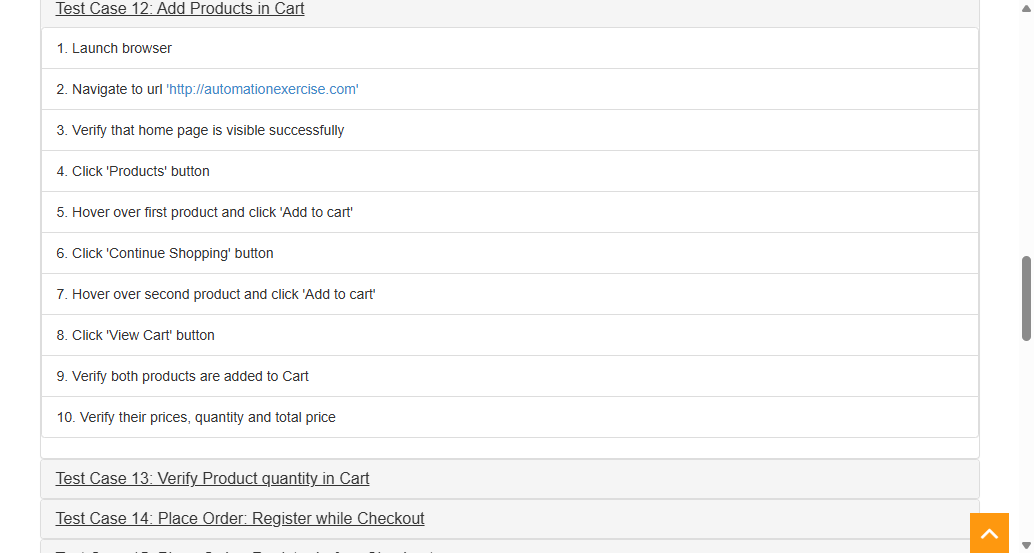 Test Case 12: Add Products in Cart
1. Launch browser
2. Navigate to url 'http://automationexercise.com'
3. Verify that home page is visible successfully
4. Click 'Products' button
5. Hover over first product and click 'Add to cart'
6. Click 'Continue Shopping' button
7. Hover over second product and click 'Add to cart'
8. Click 'View Cart' button
9. Verify both products are added to Cart
10. Verify their prices, quantity and total price
Test Case 13: Verify Product quantity in Cart
Test Case 14: Place Order: Register while Checkout